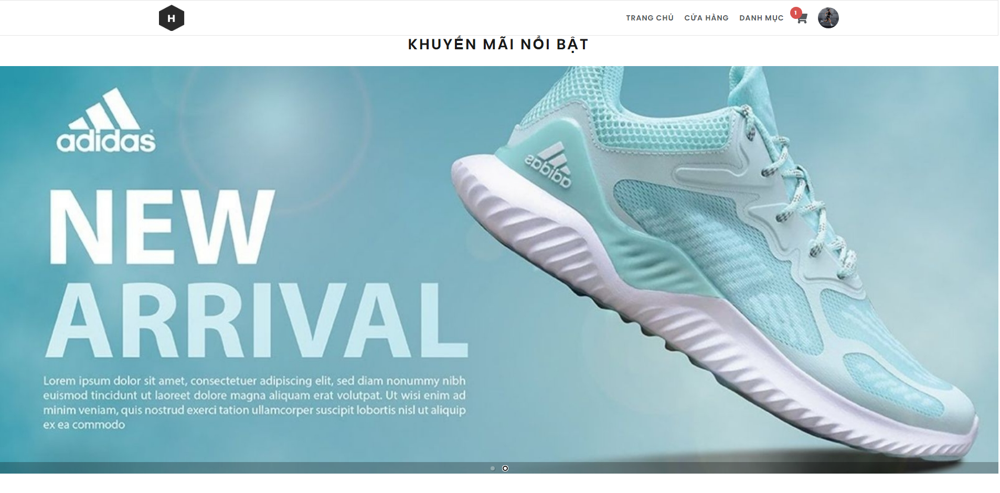 H
TRANG CHỦ CỬA HÀNG DANH MỤC 1
KHUYẾN MÃI NỔI BẬT
adidas
adidas
NEW
ARRIVAL
Lorem ipsum dolor sit amet, consectetuer adipiscing elit, sed diam nonummy nibh
euismod tincidunt ut laoreet dolore magna aliquam erat volutpat. Ut wisi enim ad
minim veniam, quis nostrud exerci tation ullamcorper suscipit lobortis nisl ut aliquip
ex ea commodo